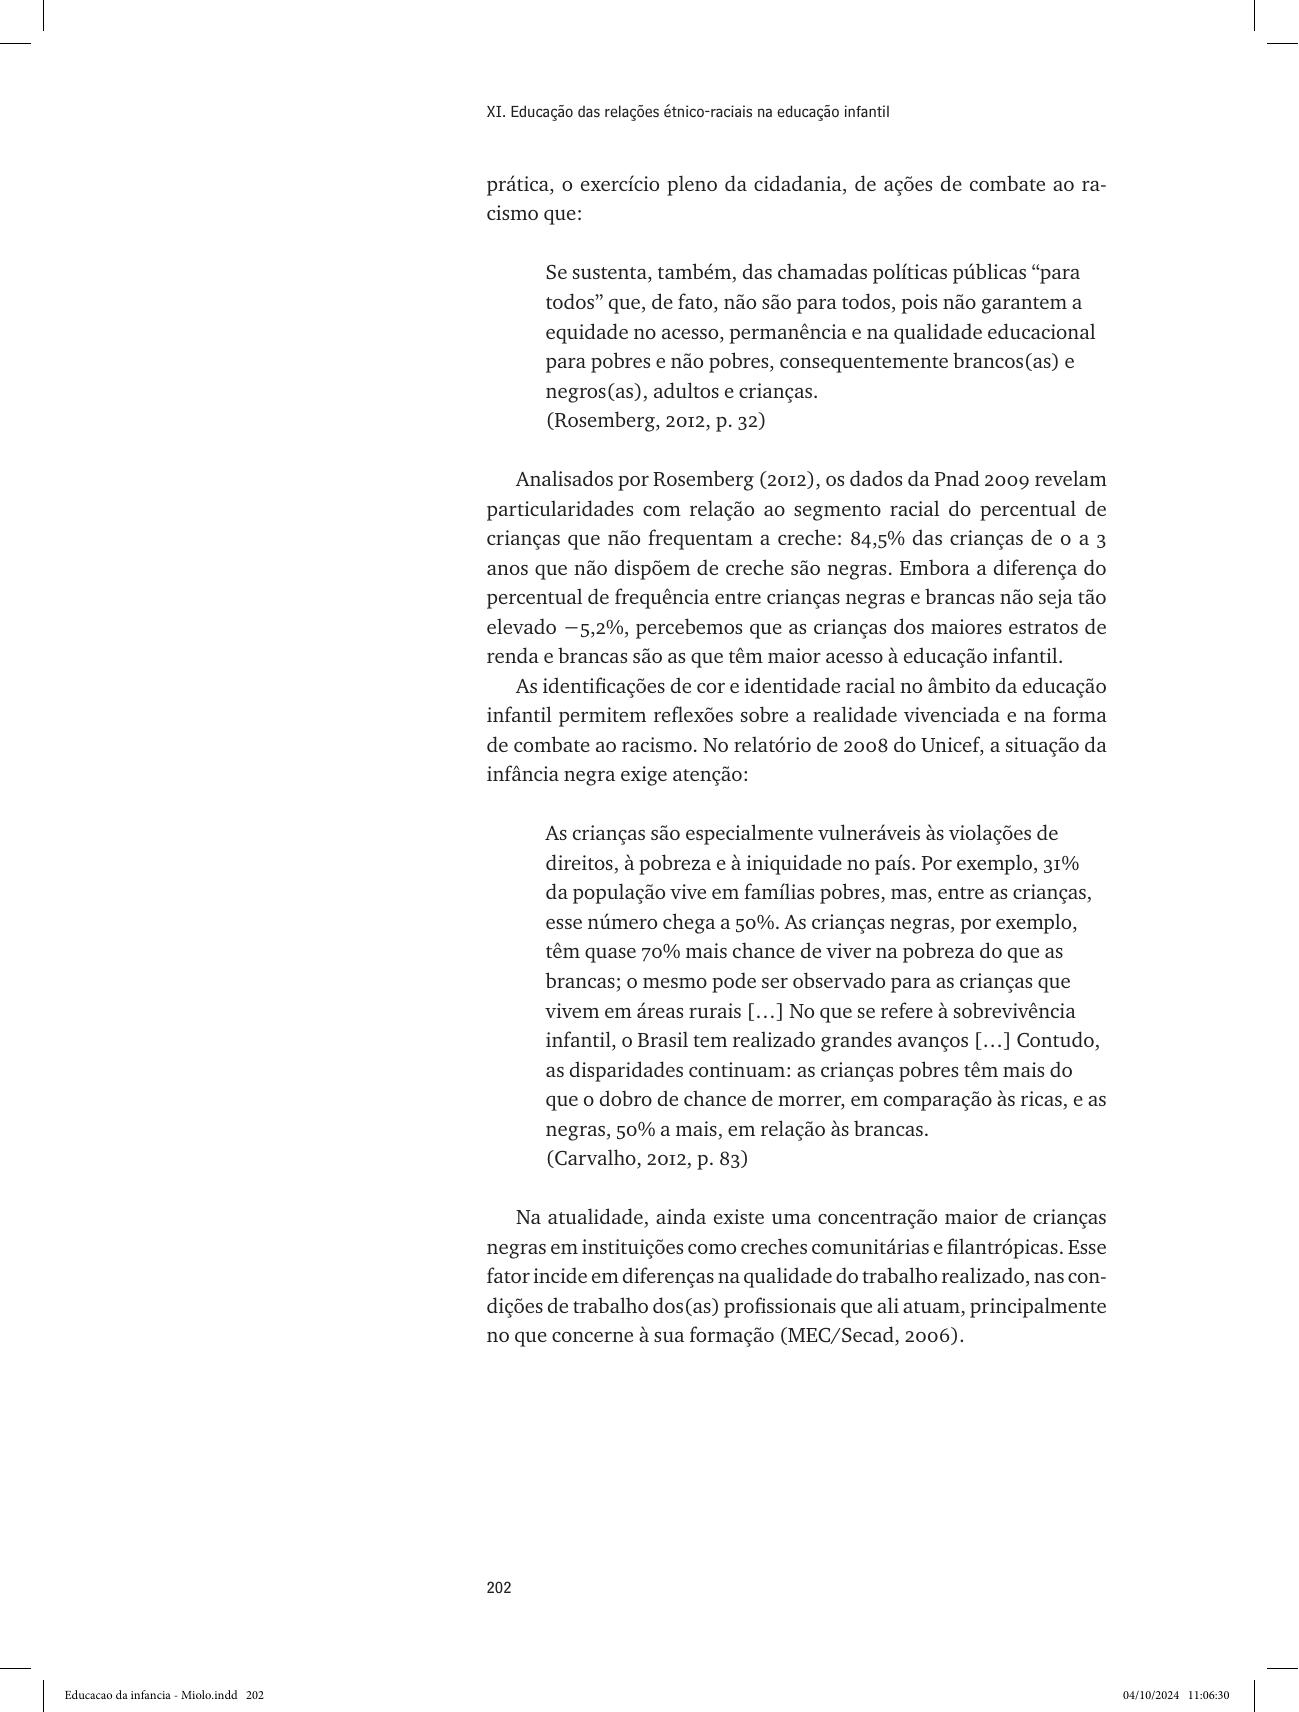 XI. Educação das relações étnico-raciais na educação infantil
prática, o exercício pleno da cidadania, de ações de combate ao ra-
cismo que:
Se sustenta, também, das chamadas políticas públicas “para
todos” que, de fato, não são para todos, pois não garantem a
equidade no acesso, permanência e na qualidade educacional
para pobres e não pobres, consequentemente brancos(as) e
negros(as), adultos e crianças.
(Rosemberg, 2012, p. 32)
Analisados por Rosemberg (2012), os dados da Pnad 2009 revelam
particularidades com relação ao segmento racial do percentual de
crianças que não frequentam a creche: 84,5% das crianças de 0 a 3
anos que não dispõem de creche são negras. Embora a diferença do
percentual de frequência entre crianças negras e brancas não seja tão
elevado −5,2%, percebemos que as crianças dos maiores estratos de
renda e brancas são as que têm maior acesso à educação infantil.
As identificações de cor e identidade racial no âmbito da educação
infantil permitem reflexões sobre a realidade vivenciada e na forma
de combate ao racismo. No relatório de 2008 do Unicef, a situação da
infância negra exige atenção:
As crianças são especialmente vulneráveis às violações de
direitos, à pobreza e à iniquidade no país. Por exemplo, 31%
da população vive em famílias pobres, mas, entre as crianças,
esse número chega a 50%. As crianças negras, por exemplo,
têm quase 70% mais chance de viver na pobreza do que as
brancas; o mesmo pode ser observado para as crianças que
vivem em áreas rurais […] No que se refere à sobrevivência
infantil, o Brasil tem realizado grandes avanços […] Contudo,
as disparidades continuam: as crianças pobres têm mais do
que o dobro de chance de morrer, em comparação às ricas, e as
negras, 50% a mais, em relação às brancas.
(Carvalho, 2012, p. 83)
Na atualidade, ainda existe uma concentração maior de crianças
negras em instituições como creches comunitárias e filantrópicas. Esse
fator incide em diferenças na qualidade do trabalho realizado, nas con-
dições de trabalho dos(as) profissionais que ali atuam, principalmente
no que concerne à sua formação (MEC/Secad, 2006).
202
Educacao da infancia - Miolo.indd 202
04/10/2024 11:06:30